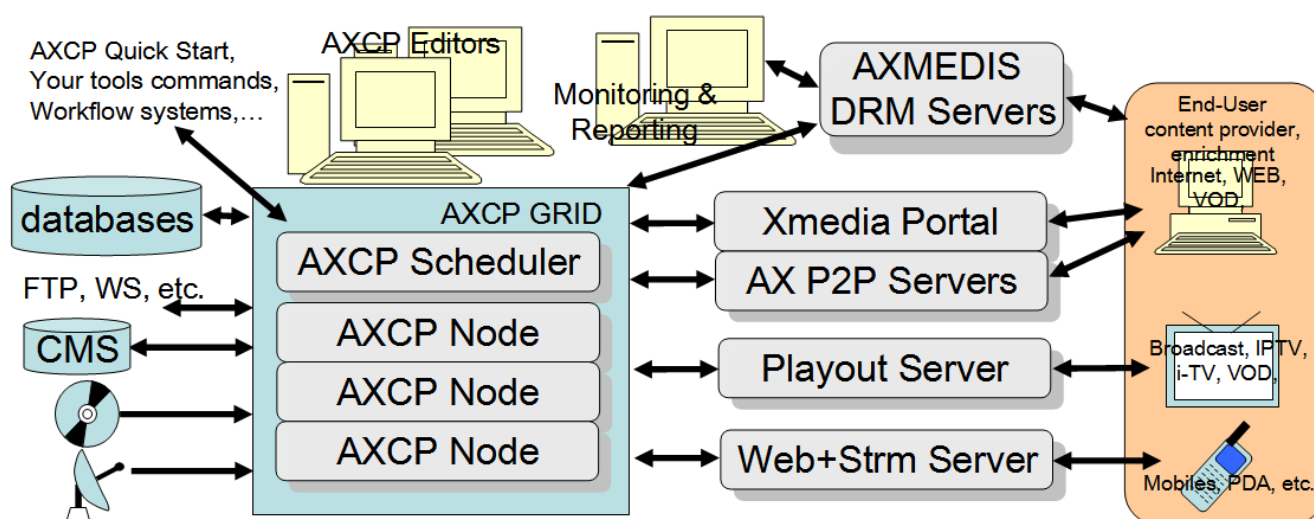 AXCP Quick Start,
Your tools commands,
Workflow systems,…
AXCP Editors
Monitoring &
Reporting
AXMEDIS
DRM Servers
End-User
content provider,
enrichment
Internet, WEB,
VOD,
databases
AXCP GRID
AXCP Scheduler
Xmedia Portal
AX P2P Servers
FTP, WS, etc.
CMS
AXCP Node
AXCP Node
AXCP Node
Playout Server
Broadcast, IPTV,
i-TV, VOD,
Web+Strm Server
Mobiles, PDA, etc.